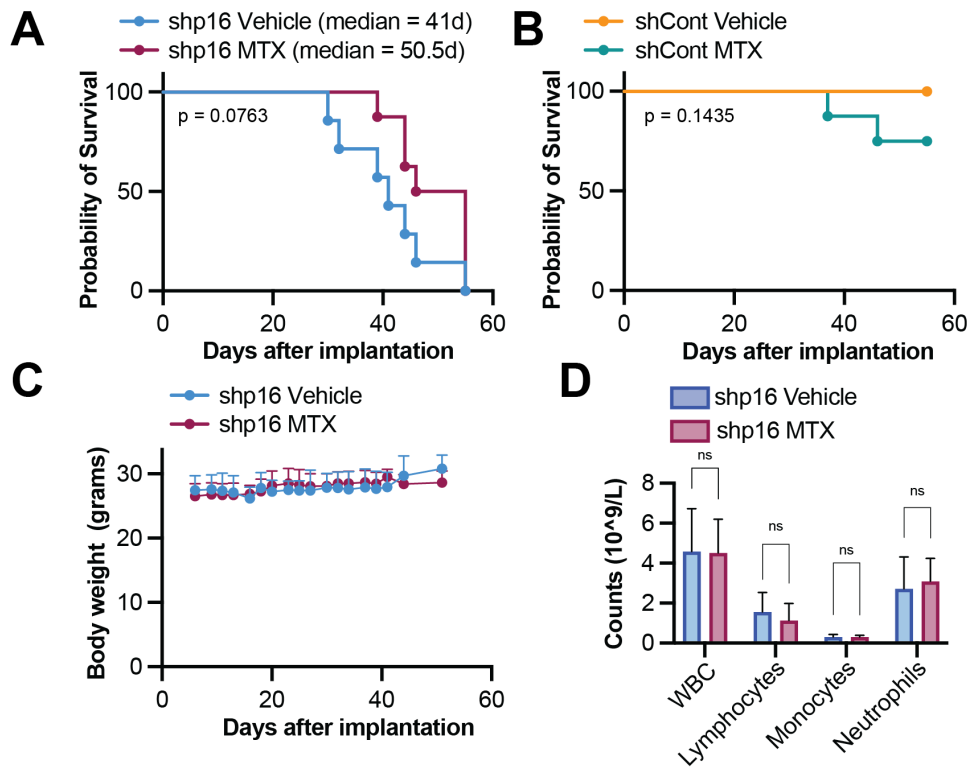 A
shp16 Vehicle (median = 41d)
shp16 MTX (median = 50.5d)
Probability of Survival
100
50
0
p = 0.0763
0 20 40 60
Days after implantation
B
shCont Vehicle
shCont MTX
Probability of Survival
100
50
0
p = 0.1435
0 20 40 60
Days after implantation
C
shp16 Vehicle
shp16 MTX
Body weight (grams)
30
20
10
0
0 20 40 60
Days after implantation
D
shp16 Vehicle
shp16 MTX
Counts (10^9/L)
8
6
4
2
0
ns
ns
ns
ns
WBC
Lymphocytes
Monocytes
Neutrophils